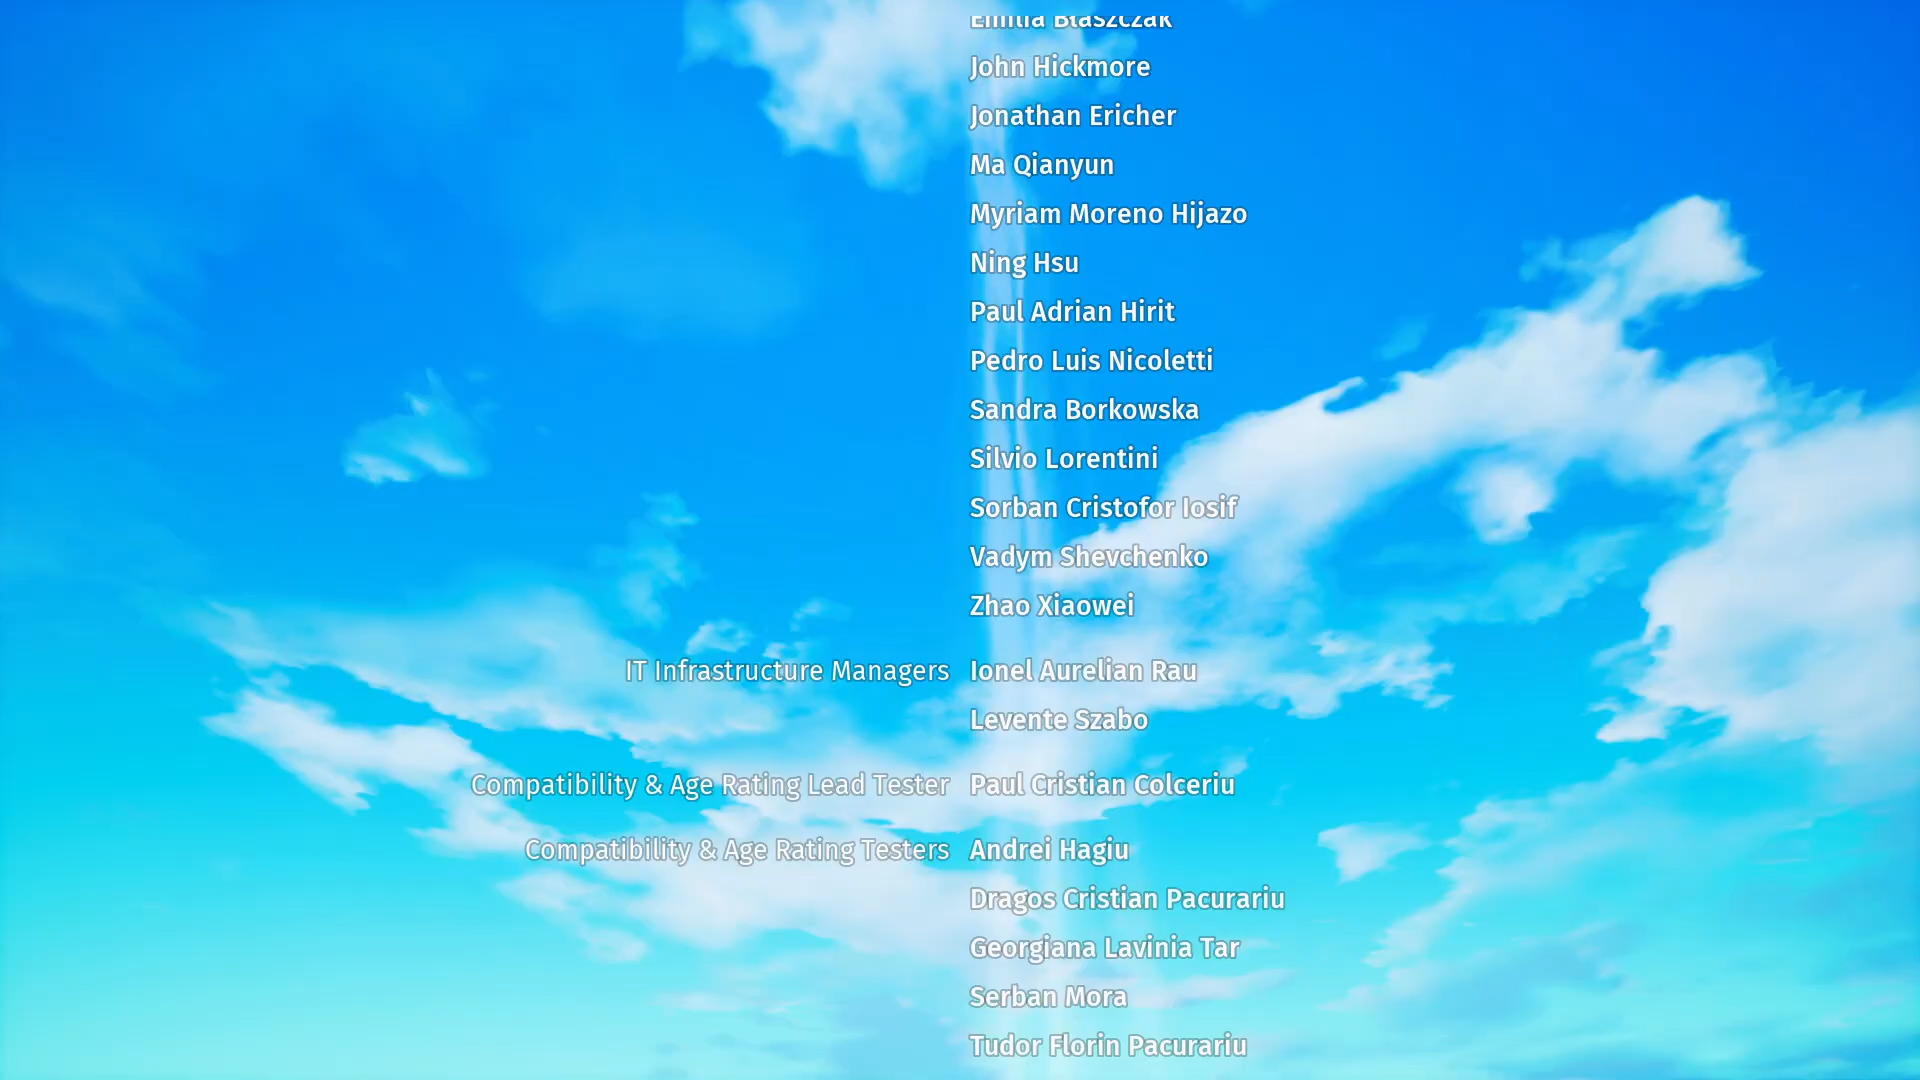 Emilia Błaszczak
John Hickmore
Jonathan Ericher
Ma Qianyun
Myriam Moreno Hijazo
Ning Hsu
Paul Adrian Hirit
Pedro Luis Nicoletti
Sandra Borkowska
Silvio Lorentini
Sorban Cristofor Iosif
Vadym Shevchenko
Zhao Xiaowei
IT Infrastructure Managers Ionel Aurelian Rau
Levente Szabo
Compatibility & Age Rating Lead Tester Paul Cristian Colceriu
Compatibility & Age Rating Testers Andrei Hagiu
Dragos Cristian Pacurariu
Georgiana Lavinia Tar
Serban Mora
Tudor Florin Pacurariu